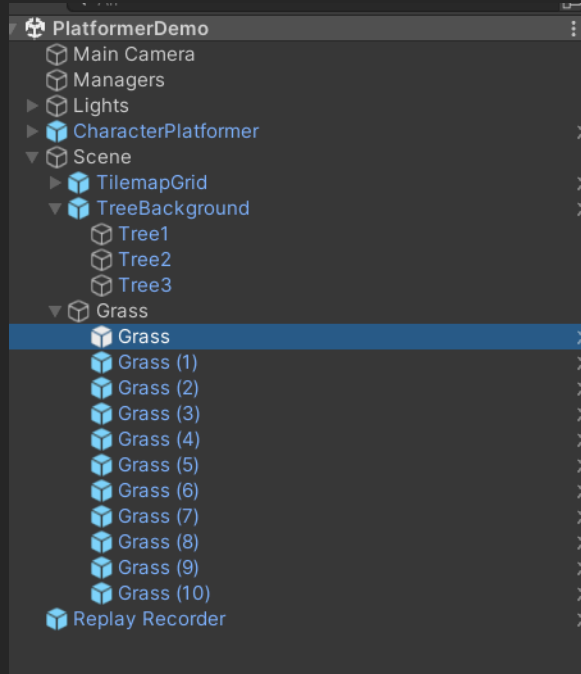 PlatformerDemo
Main Camera
Managers
Lights
CharacterPlatformer
Scene
TilemapGrid
TreeBackground
Tree1
Tree2
Tree3
Grass
Grass
Grass (1)
Grass (2)
Grass (3)
Grass (4)
Grass (5)
Grass (6)
Grass (7)
Grass (8)
Grass (9)
Grass (10)
Replay Recorder